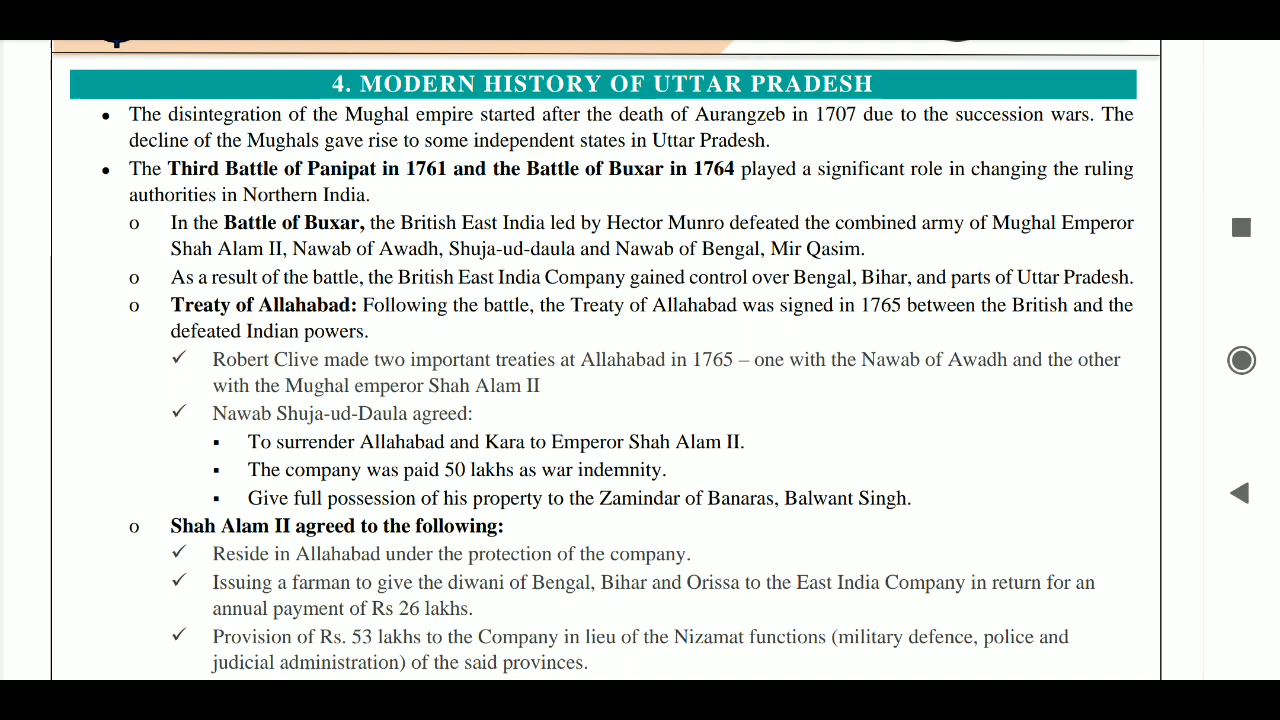 4. MODERN HISTORY OF UTTAR PRADESH
• The disintegration of the Mughal empire started after the death of Aurangzeb in 1707 due to the succession wars. The
decline of the Mughals gave rise to some independent states in Uttar Pradesh.
• The Third Battle of Panipat in 1761 and the Battle of Buxar in 1764 played a significant role in changing the ruling
authorities in Northern India.
o In the Battle of Buxar, the British East India led by Hector Munro defeated the combined army of Mughal Emperor
Shah Alam II, Nawab of Awadh, Shuja-ud-daula and Nawab of Bengal, Mir Qasim.
o As a result of the battle, the British East India Company gained control over Bengal, Bihar, and parts of Uttar Pradesh.
o Treaty of Allahabad: Following the battle, the Treaty of Allahabad was signed in 1765 between the British and the
defeated Indian powers.
✓ Robert Clive made two important treaties at Allahabad in 1765 – one with the Nawab of Awadh and the other
with the Mughal emperor Shah Alam II
✓ Nawab Shuja-ud-Daula agreed:
▪ To surrender Allahabad and Kara to Emperor Shah Alam II.
▪ The company was paid 50 lakhs as war indemnity.
▪ Give full possession of his property to the Zamindar of Banaras, Balwant Singh.
o Shah Alam II agreed to the following:
✓ Reside in Allahabad under the protection of the company.
✓ Issuing a farman to give the diwani of Bengal, Bihar and Orissa to the East India Company in return for an
annual payment of Rs 26 lakhs.
✓ Provision of Rs. 53 lakhs to the Company in lieu of the Nizamat functions (military defence, police and
judicial administration) of the said provinces.